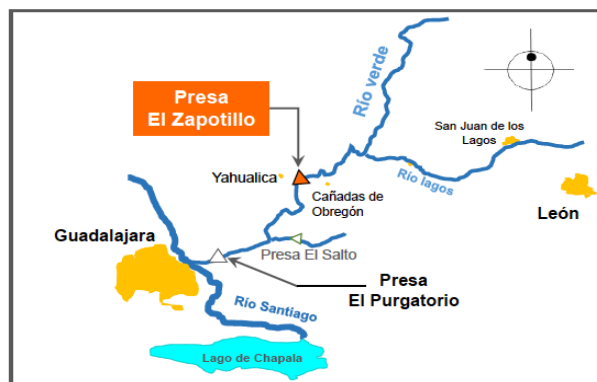 Presa
El Zapotillo
Río verde
San Juan de los
Lagos
Yahualica
Río lagos
Cañadas de
Obregón
León
Guadalajara
Presa El Salto
Presa
El Purgatorio
Río Santiago
Lago de Chapala